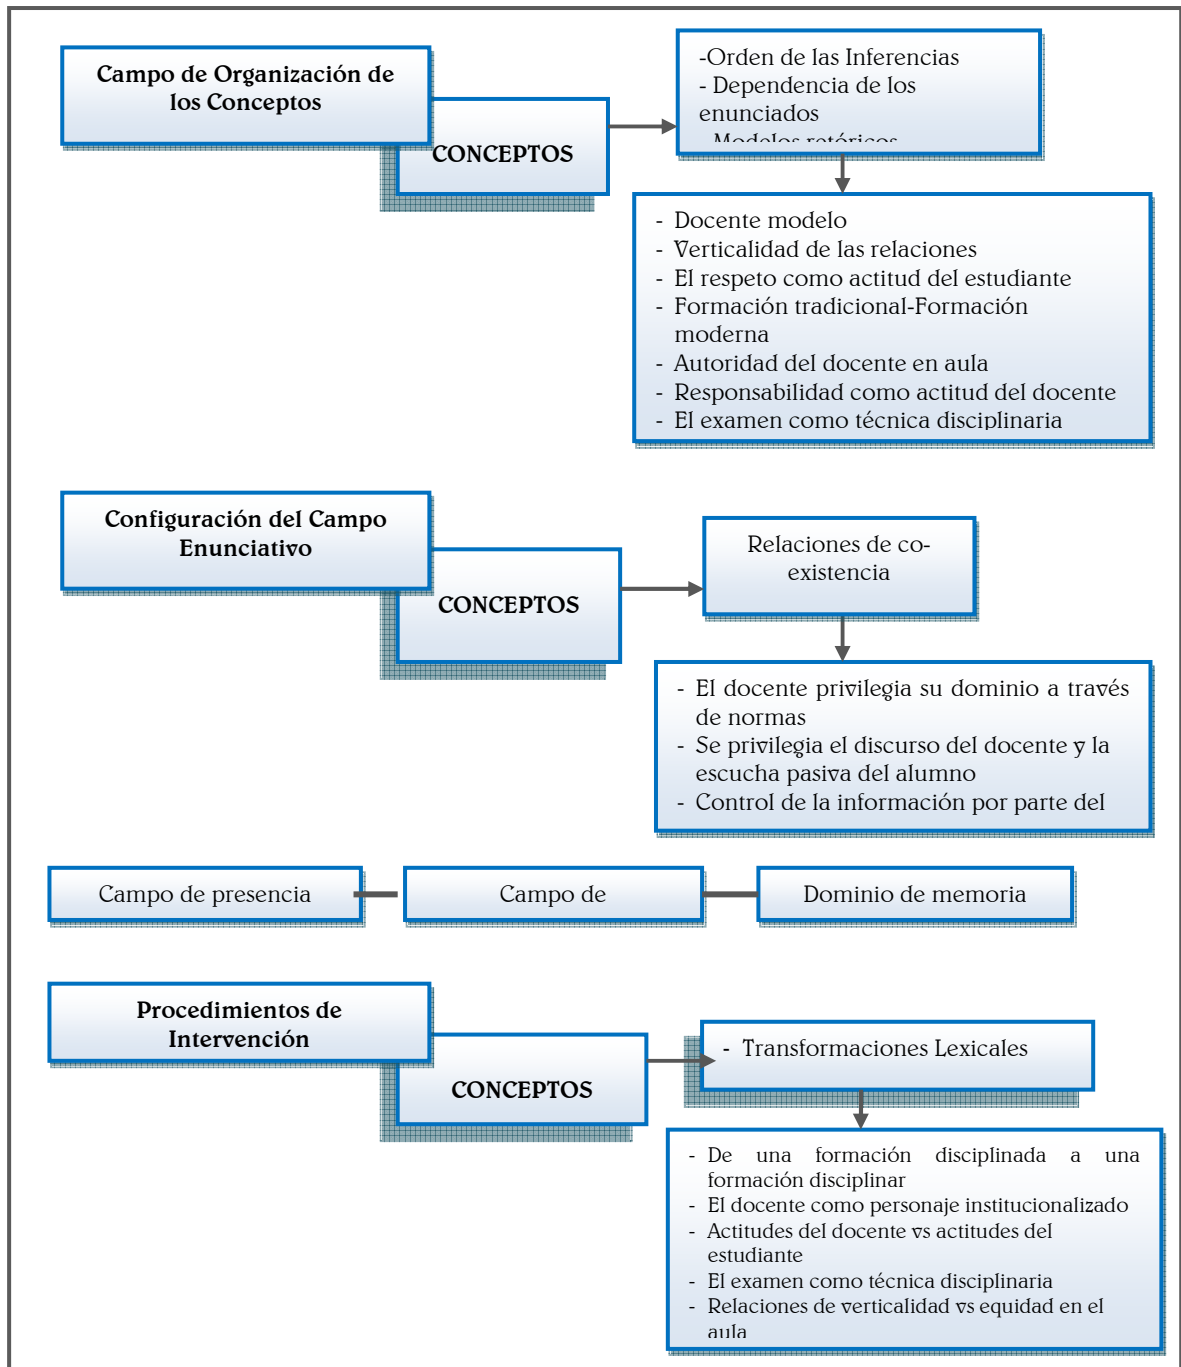 Campo de Organización de
los Conceptos
CONCEPTOS
-Orden de las Inferencias
- Dependencia de los
enunciados
- Modelos retóricos
- Docente modelo
- Verticalidad de las relaciones
- El respeto como actitud del estudiante
- Formación tradicional-Formación
moderna
- Autoridad del docente en aula
- Responsabilidad como actitud del docente
- El examen como técnica disciplinaria
Configuración del Campo
Enunciativo
CONCEPTOS
Relaciones de co-
existencia
- El docente privilegia su dominio a través
de normas
- Se privilegia el discurso del docente y la
escucha pasiva del alumno
- Control de la información por parte del
Campo de presencia
Campo de
Dominio de memoria
Procedimientos de
Intervención
CONCEPTOS
- Transformaciones Lexicales
- De una formación disciplinada a una
formación disciplinar
- El docente como personaje institucionalizado
- Actitudes del docente vs actitudes del
estudiante
- El examen como técnica disciplinaria
- Relaciones de verticalidad vs equidad en el
aula